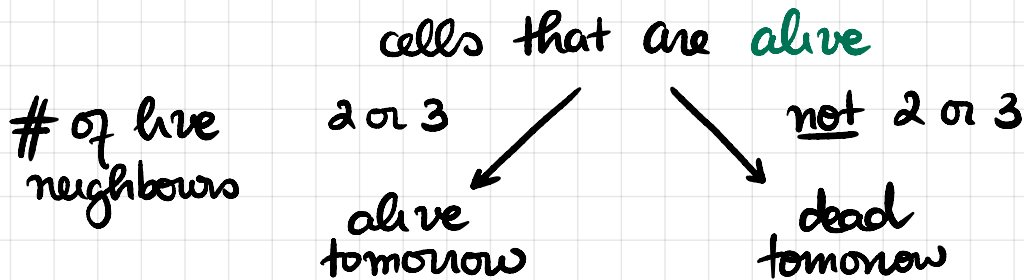 cells that are alive
# of live neighbours
2 or 3
not 2 or 3
alive tomorrow
dead tomorrow